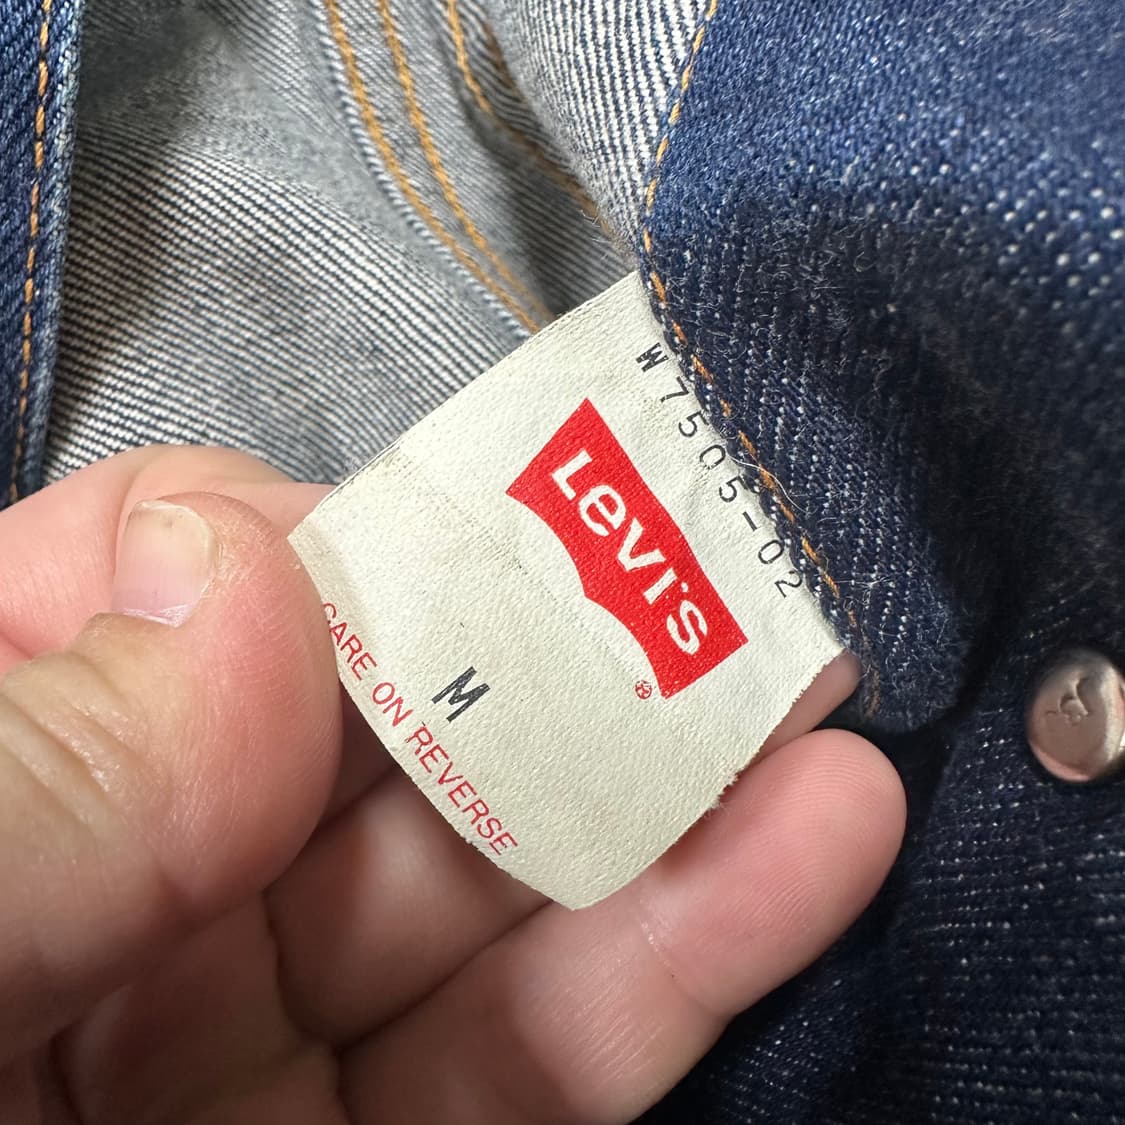 W7505-02
Levi's
®
M
CARE ON REVERSE